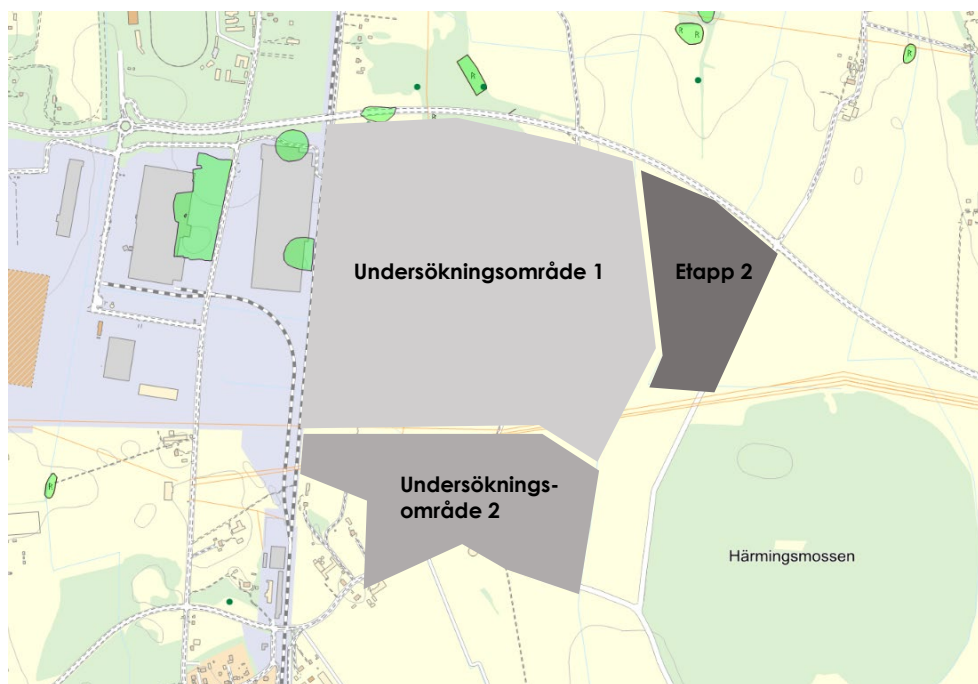 R R
R
R
R
Undersökningsområde 1
Etapp 2
Undersöknings-
område 2
R
Härmingsmossen